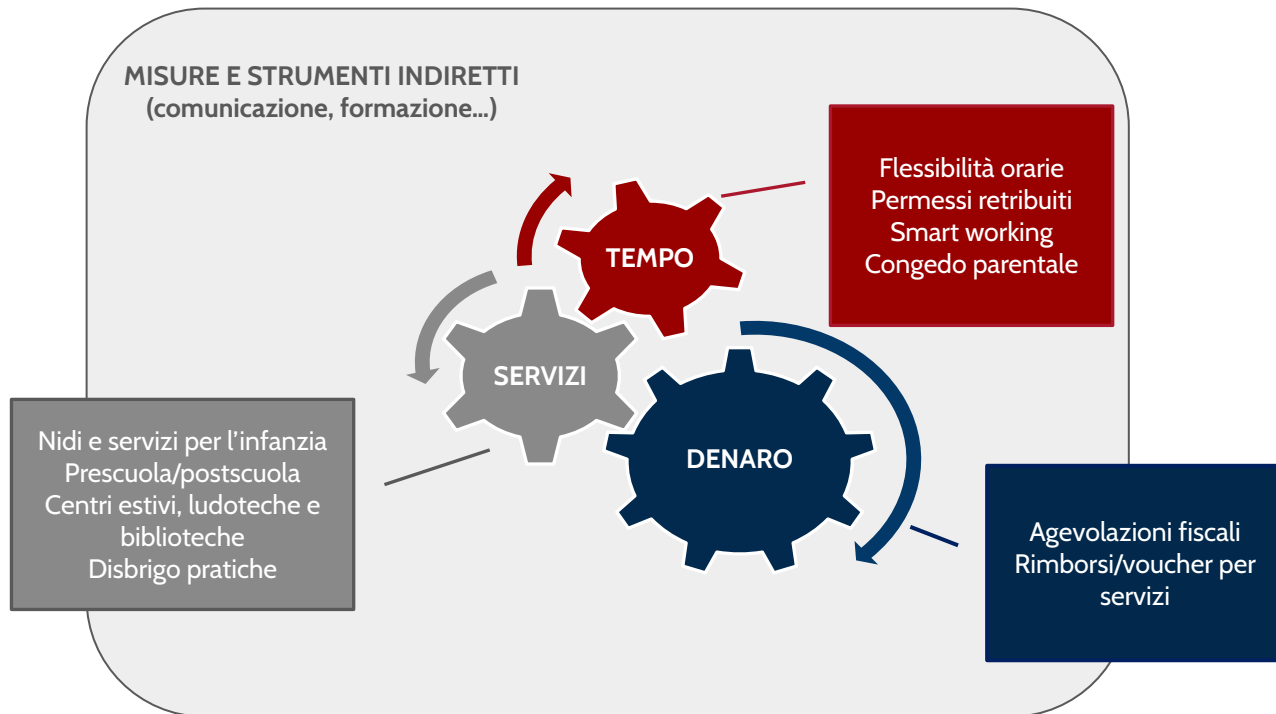 MISURE E STRUMENTI INDIRETTI
(comunicazione, formazione…)
Flessibilità orarie
Permessi retribuiti
Smart working
Congedo parentale
TEMPO
SERVIZI
DENARO
Nidi e servizi per l’infanzia
Prescuola/postscuola
Centri estivi, ludoteche e
biblioteche
Disbrigo pratiche
Agevolazioni fiscali
Rimborsi/voucher per
servizi